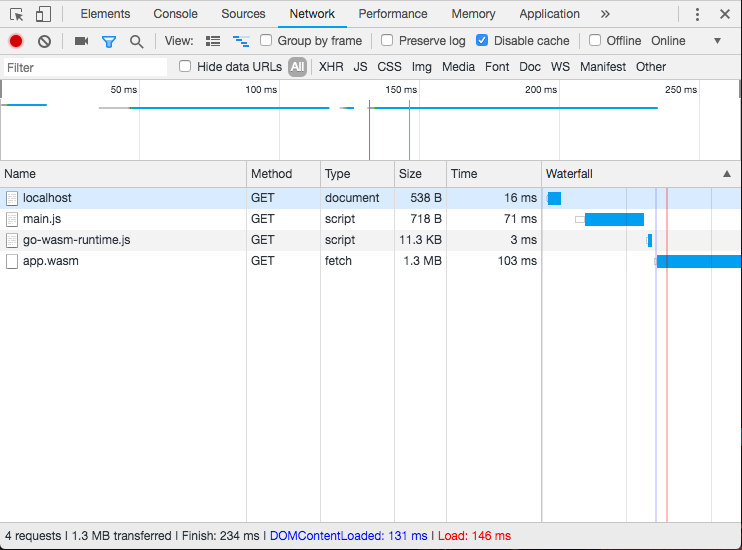 Elements Console Sources Network Performance Memory Application »
View: Group by frame Preserve log Disable cache Offline Online
Filter Hide data URLs All XHR JS CSS Img Media Font Doc WS Manifest Other
50 ms 100 ms 150 ms 200 ms 250 ms
Name Method Type Size Time Waterfall
localhost GET document 538 B 16 ms
main.js GET script 718 B 71 ms
go-wasm-runtime.js GET script 11.3 KB 3 ms
app.wasm GET fetch 1.3 MB 103 ms
4 requests | 1.3 MB transferred | Finish: 234 ms | DOMContentLoaded: 131 ms | Load: 146 ms